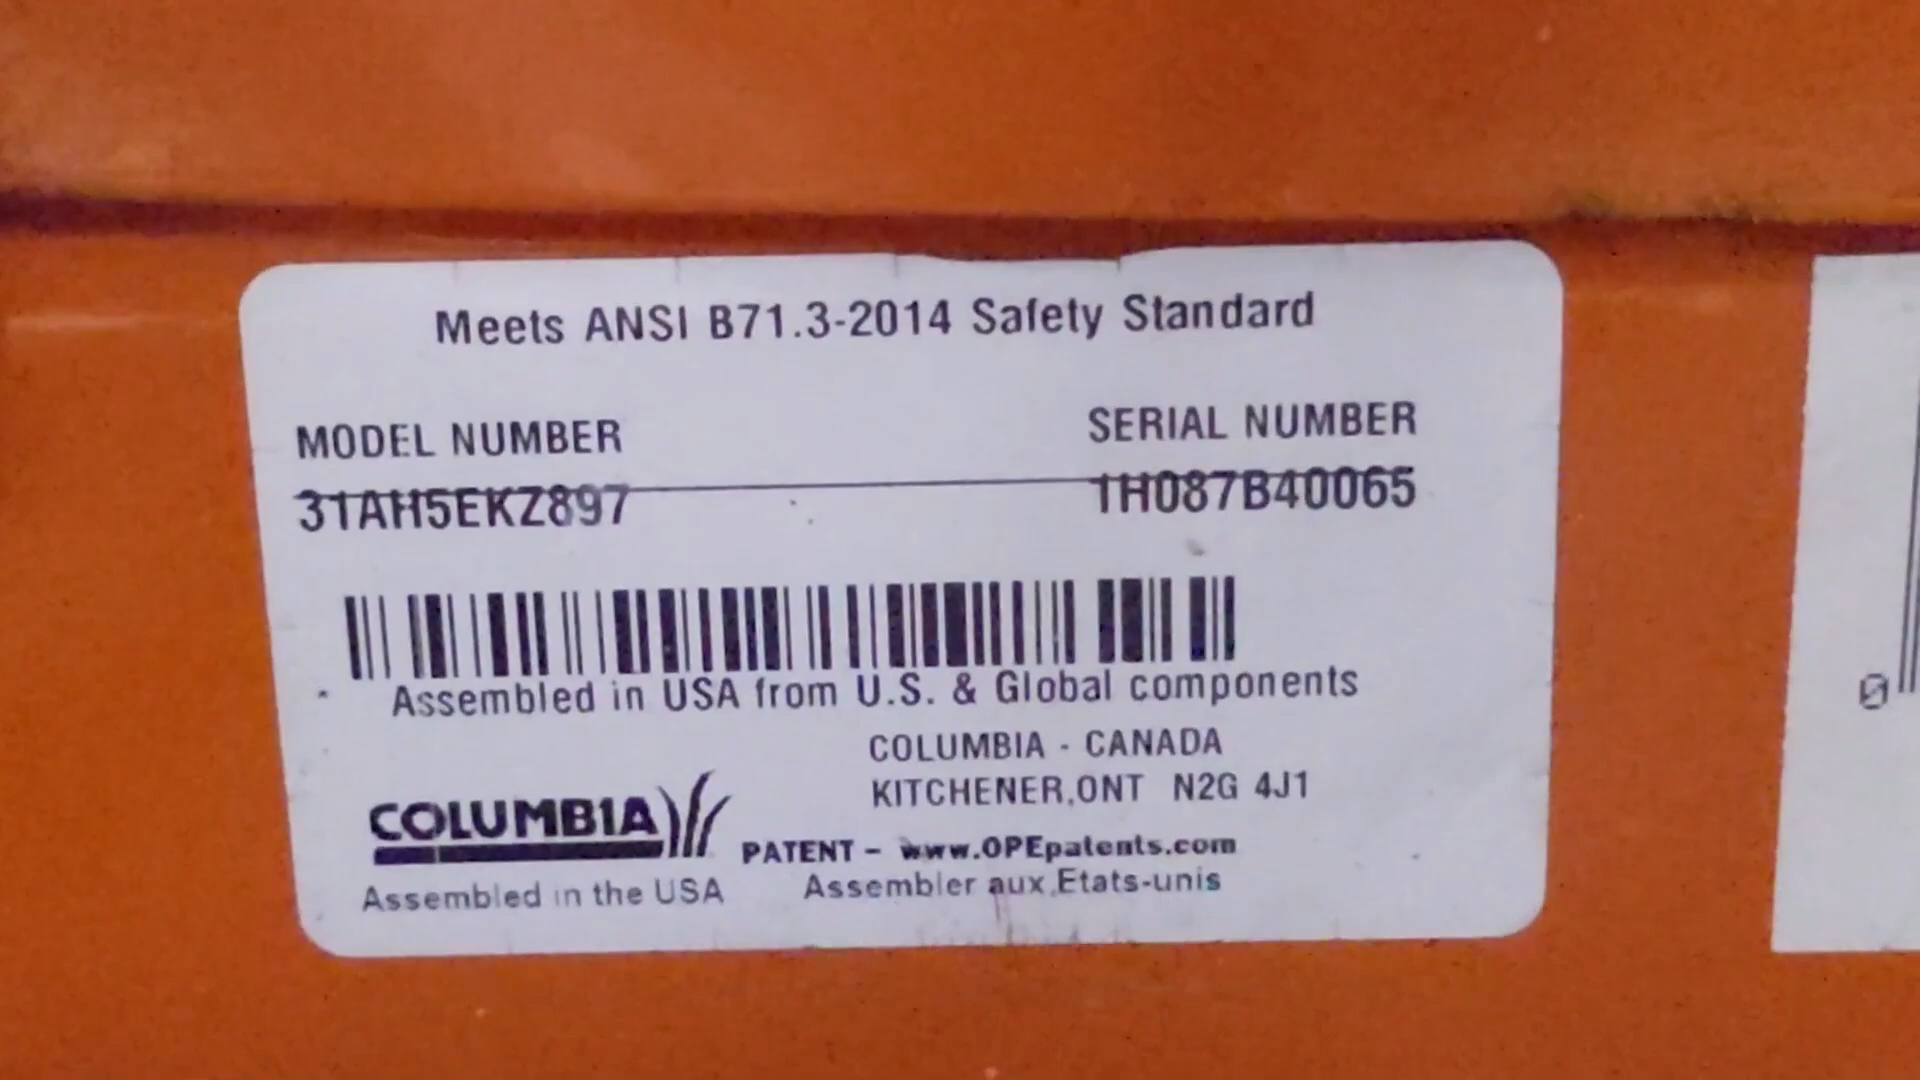 Meets ANSI B71.3-2014 Safety Standard
MODEL NUMBER SERIAL NUMBER
31AH5EKZ897 1H087B40065
Assembled in USA from U.S. & Global components
COLUMBIA - CANADA
KITCHENER,ONT N2G 4J1
COLUMBIA
PATENT - www.OPEpatents.com
Assembled in the USA Assembler aux Etats-unis
0